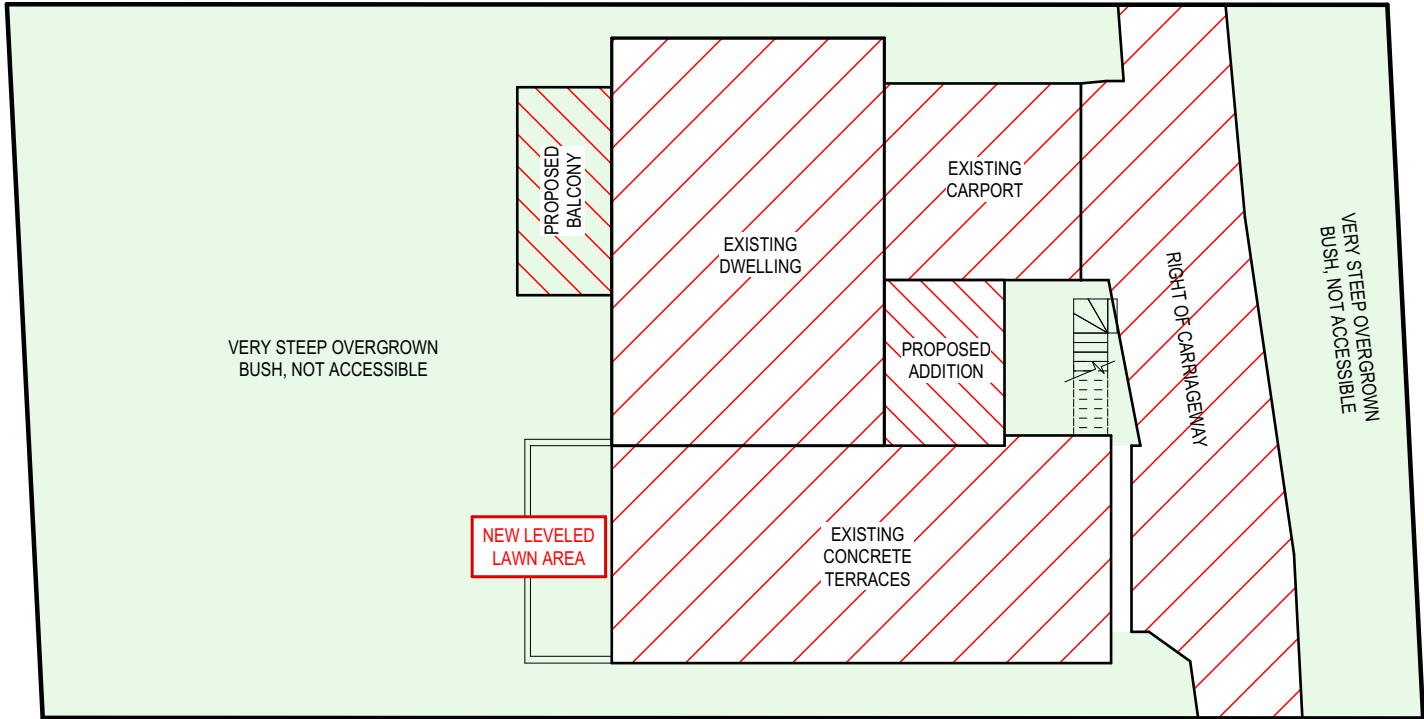 PROPOSED
BALCONY
EXISTING
DWELLING
EXISTING
CARPORT
PROPOSED
ADDITION
RIGHT OF CARRIAGEWAY
VERY STEEP OVERGROWN
BUSH, NOT ACCESSIBLE
VERY STEEP OVERGROWN
BUSH, NOT ACCESSIBLE
NEW LEVELED
LAWN AREA
EXISTING
CONCRETE
TERRACES